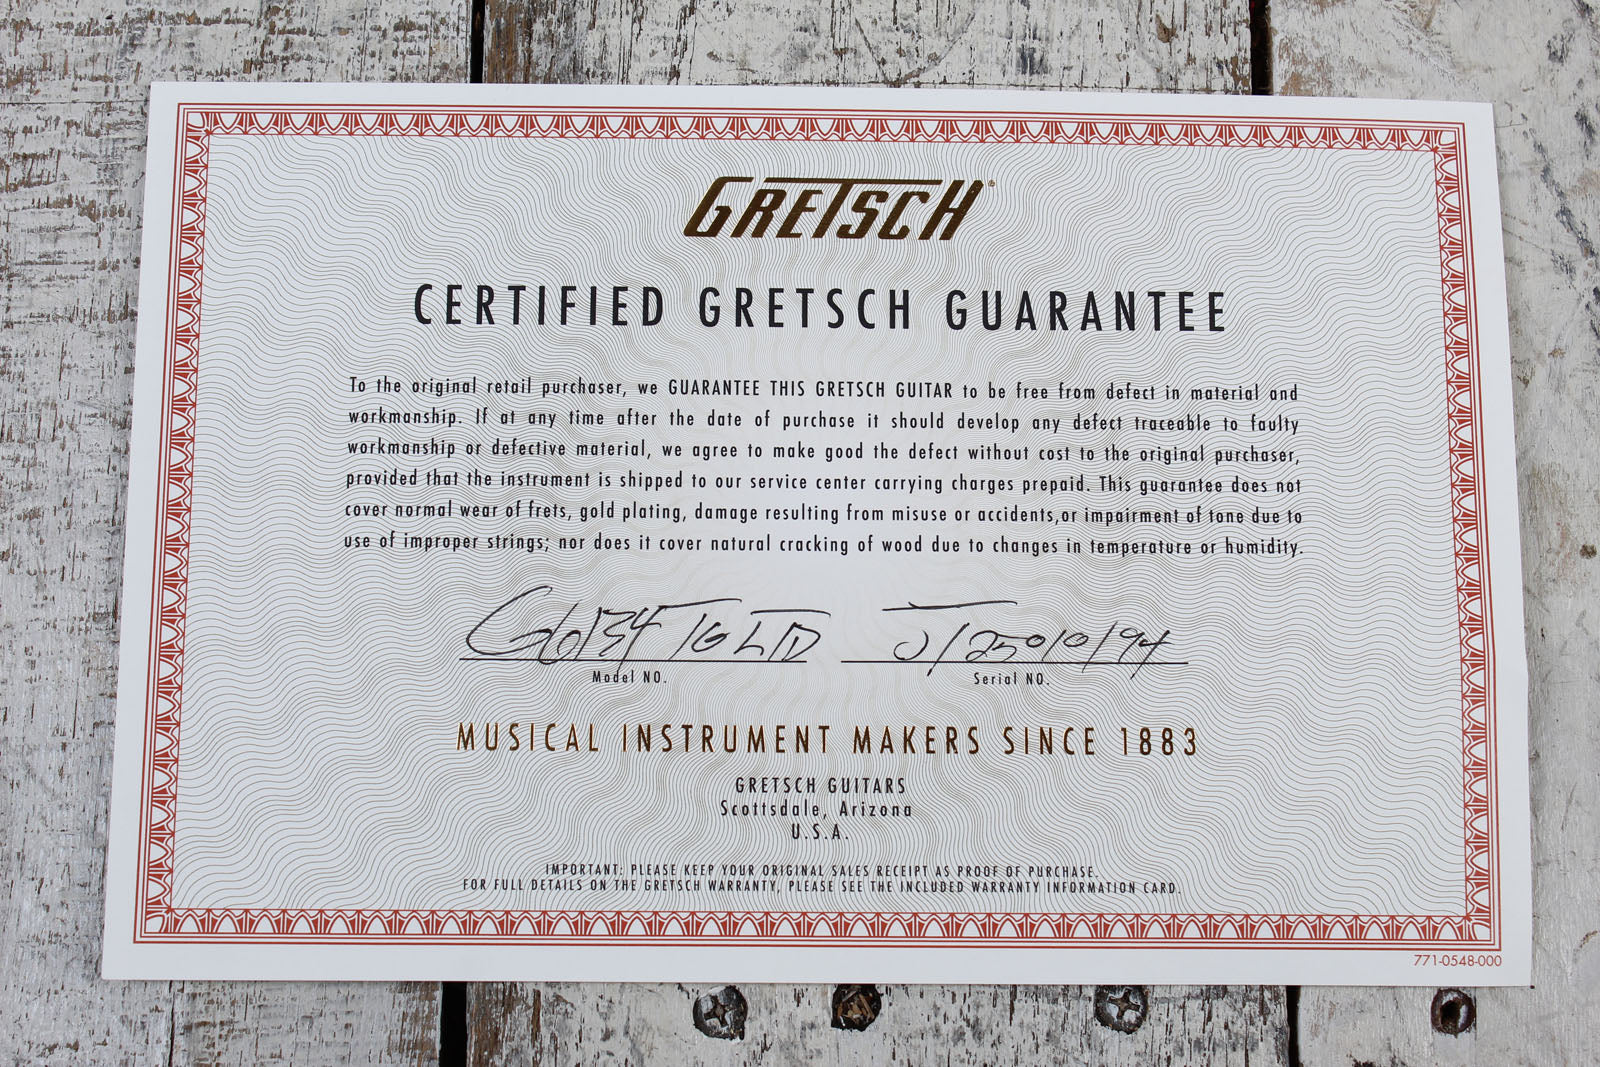 GRETSCH®
CERTIFIED GRETSCH GUARANTEE
To the original retail purchaser, we GUARANTEE THIS GRETSCH GUITAR to be free from defect in material and
workmanship. If at any time after the date of purchase it should develop any defect traceable to faulty
workmanship or defective material, we agree to make good the defect without cost to the original purchaser,
provided that the instrument is shipped to our service center carrying charges prepaid. This guarantee does not
cover normal wear of frets, gold plating, damage resulting from misuse or accidents,or impairment of tone due to
use of improper strings; nor does it cover natural cracking of wood due to changes in temperature or humidity.
G6134TG LTD
Model NO. Serial NO.
MUSICAL INSTRUMENT MAKERS SINCE 1883
GRETSCH GUITARS
Scottsdale, Arizona
U.S.A.
IMPORTANT: PLEASE KEEP YOUR ORIGINAL SALES RECEIPT AS PROOF OF PURCHASE.
FOR FULL DETAILS ON THE GRETSCH WARRANTY, PLEASE SEE THE INCLUDED WARRANTY INFORMATION CARD.
771-0548-000